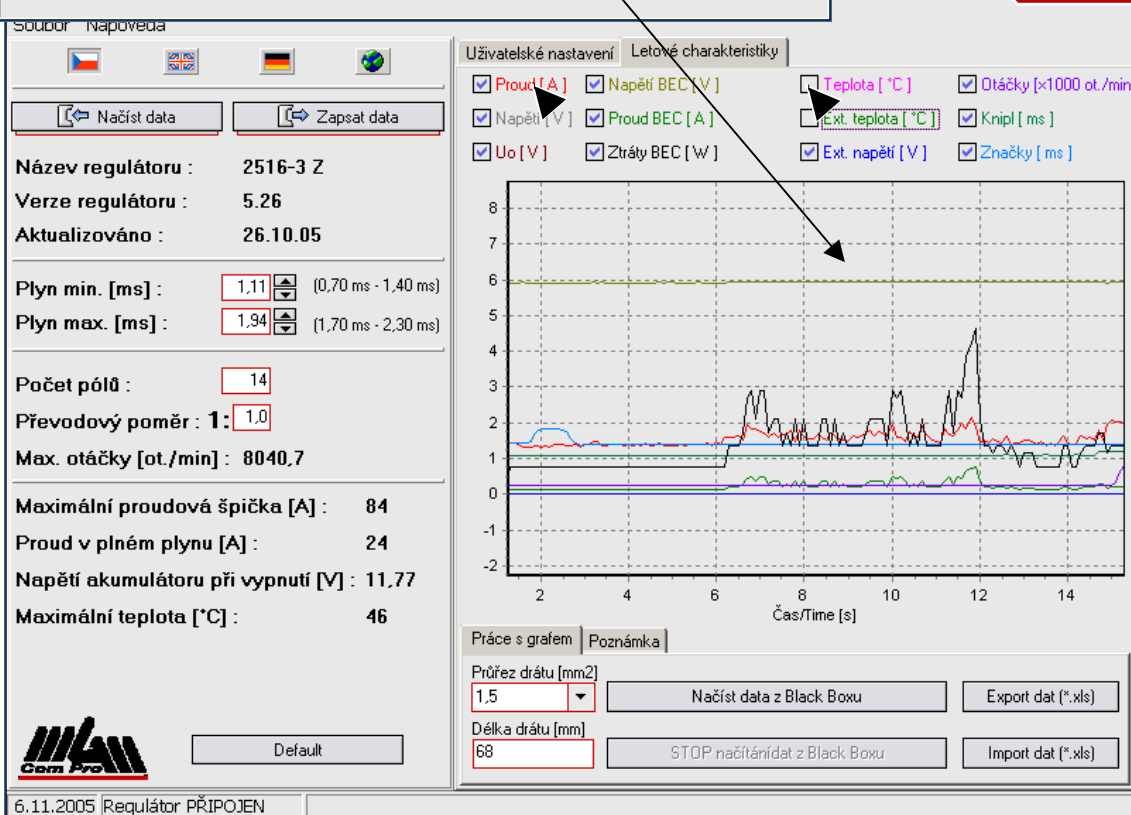 Soubor Nápověda
Načíst data
Zapsat data
Název regulátoru : 2516-3 Z
Verze regulátoru : 5.26
Aktualizováno : 26.10.05
Plyn min. [ms] : 1,11 (0,70 ms - 1,40 ms)
Plyn max. [ms] : 1,94 (1,70 ms - 2,30 ms)
Počet pólů : 14
Převodový poměr : 1: 1,0
Max. otáčky [ot./min] : 8040,7
Maximální proudová špička [A] : 84
Proud v plném plynu [A] : 24
Napětí akumulátoru při vypnutí [V] : 11,77
Maximální teplota [°C] : 46
MGM
Com Pro
Default
6.11.2005 Regulátor PŘIPOJEN
Uživatelské nastavení Letové charakteristiky
Proud [ A ] Napětí BEC [ V ] Teplota [ °C ] Otáčky [×1000 ot./min
Napětí [ V ] Proud BEC [ A ] Ext. teplota [ °C ] Knipl [ ms ]
Uo [ V ] Ztráty BEC [ W ] Ext. napětí [ V ] Značky [ ms ]
8
7
6
5
4
3
2
1
0
-1
-2
2 4 6 8 10 12 14
Čas/Time [s]
Práce s grafem Poznámka
Průřez drátu [mm2]
1,5 Načíst data z Black Boxu Export dat (*.xls)
Délka drátu [mm]
68 STOP načítánídat z Black Boxu Import dat (*.xls)